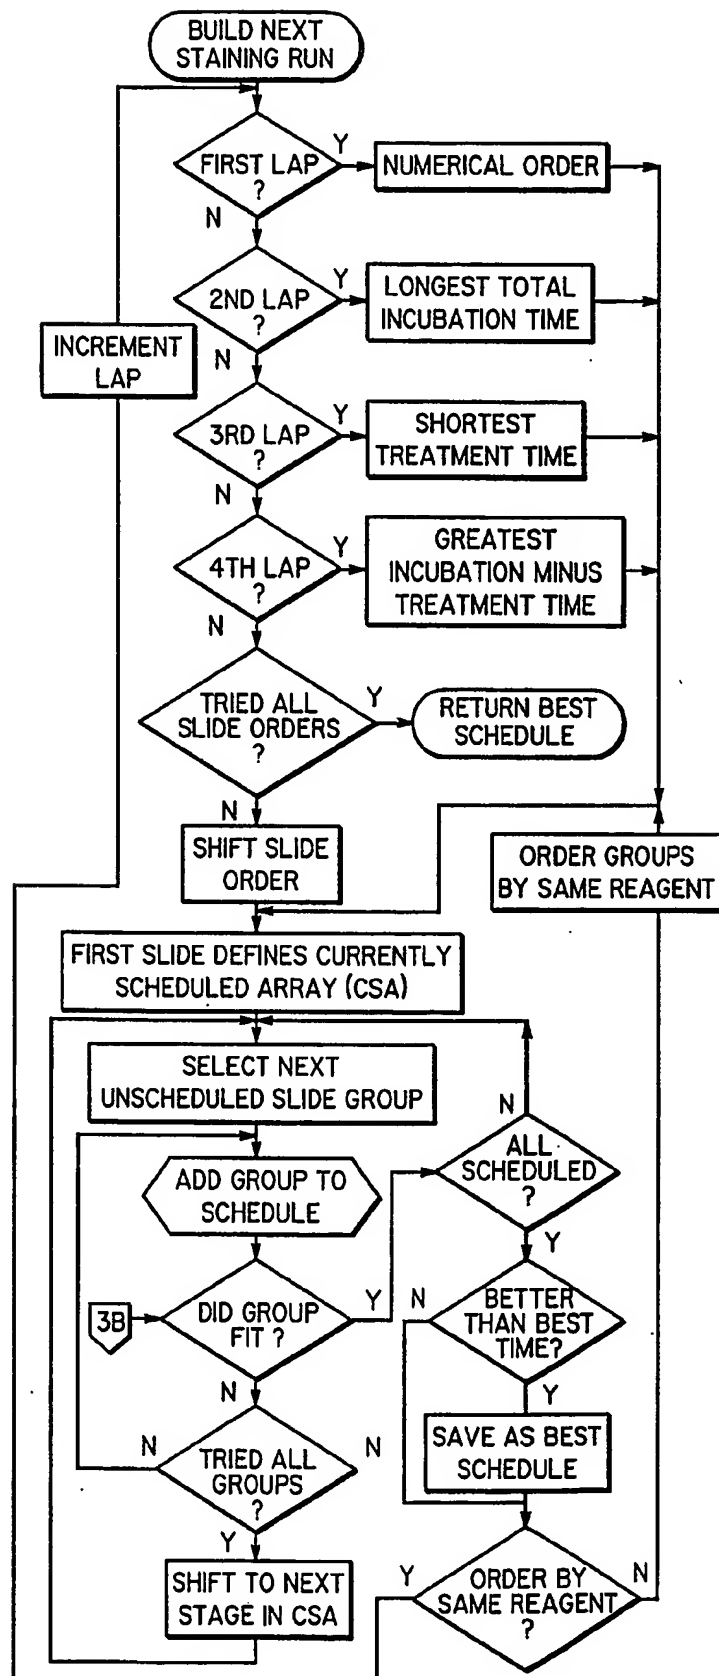 BUILD NEXT
STAINING RUN
FIRST LAP
?
Y
N
NUMERICAL ORDER
2ND LAP
?
Y
N
LONGEST TOTAL
INCUBATION TIME
INCREMENT
LAP
3RD LAP
?
Y
N
SHORTEST
TREATMENT TIME
4TH LAP
?
Y
N
GREATEST
INCUBATION MINUS
TREATMENT TIME
TRIED ALL
SLIDE ORDERS
?
Y
N
RETURN BEST
SCHEDULE
SHIFT SLIDE
ORDER
ORDER GROUPS
BY SAME REAGENT
FIRST SLIDE DEFINES CURRENTLY
SCHEDULED ARRAY (CSA)
SELECT NEXT
UNSCHEDULED SLIDE GROUP
ADD GROUP TO
SCHEDULE
3B
DID GROUP
FIT ?
Y
N
TRIED ALL
GROUPS
?
N
N
Y
SHIFT TO NEXT
STAGE IN CSA
N
ALL
SCHEDULED
?
Y
BETTER
THAN BEST
TIME?
N
Y
SAVE AS BEST
SCHEDULE
ORDER BY
SAME REAGENT
?
Y
N